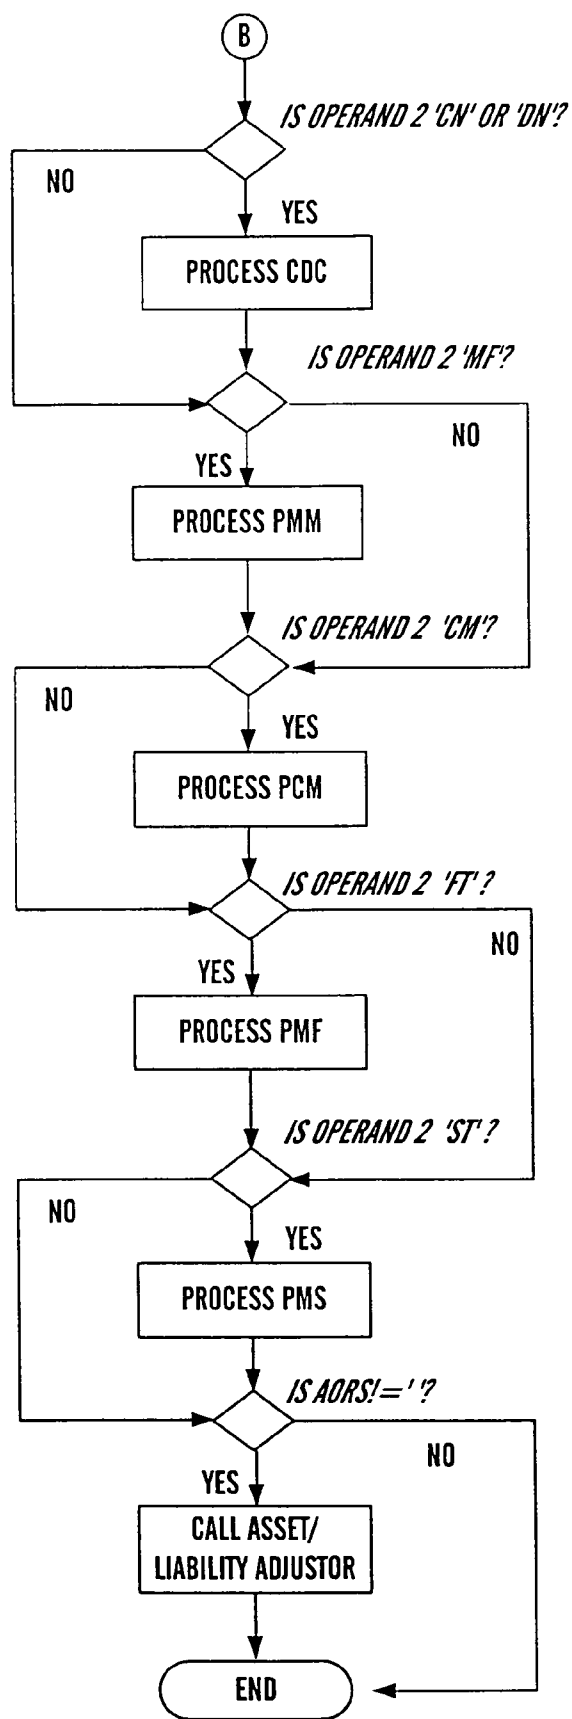 B
IS OPERAND 2 'CN' OR 'DN'?
NO
YES
PROCESS CDC
IS OPERAND 2 'MF'?
NO
YES
PROCESS PMM
IS OPERAND 2 'CM'?
NO
YES
PROCESS PCM
IS OPERAND 2 'FT'?
NO
YES
PROCESS PMF
IS OPERAND 2 'ST'?
NO
YES
PROCESS PMS
IS AORS!=' '?
NO
YES
CALL ASSET/
LIABILITY ADJUSTOR
END